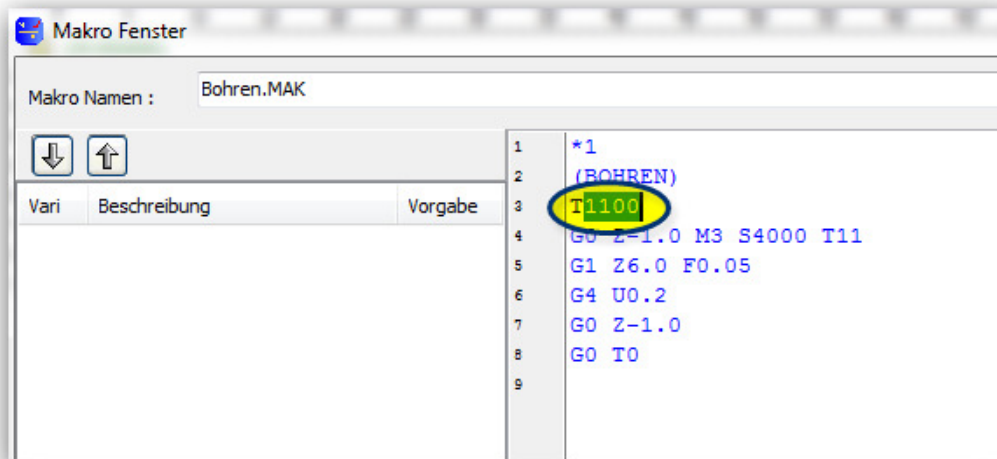 Makro Fenster
Makro Namen : Bohren.MAK
Vari Beschreibung Vorgabe
1 *1
2 (BOHREN)
3 T1100
4 G0 Z-1.0 M3 S4000 T11
5 G1 Z6.0 F0.05
6 G4 U0.2
7 G0 Z-1.0
8 G0 T0
9